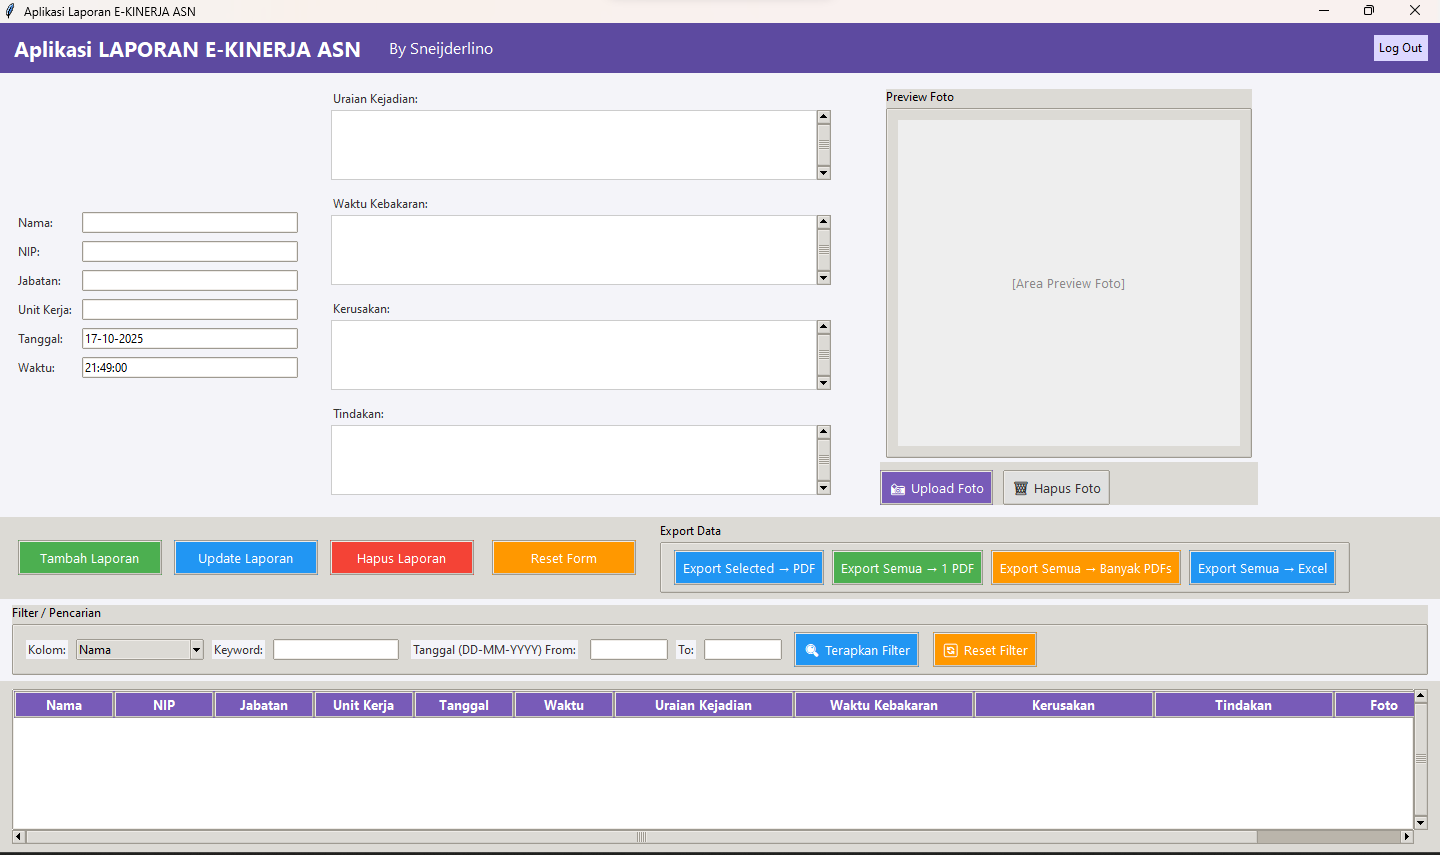 Aplikasi Laporan E-KINERJA ASN
Aplikasi LAPORAN E-KINERJA ASN By Sneijderlino Log Out
Nama:
NIP:
Jabatan:
Unit Kerja:
Tanggal: 17-10-2025
Waktu: 21:49:00
Uraian Kejadian:
Waktu Kebakaran:
Kerusakan:
Tindakan:
Preview Foto
[Area Preview Foto]
Upload Foto Hapus Foto
Tambah Laporan Update Laporan Hapus Laporan Reset Form
Export Data
Export Selected → PDF Export Semua → 1 PDF Export Semua → Banyak PDFs Export Semua → Excel
Filter / Pencarian
Kolom: Nama Keyword: Tanggal (DD-MM-YYYY) From: To: Terapkan Filter Reset Filter
Nama NIP Jabatan Unit Kerja Tanggal Waktu Uraian Kejadian Waktu Kebakaran Kerusakan Tindakan Foto